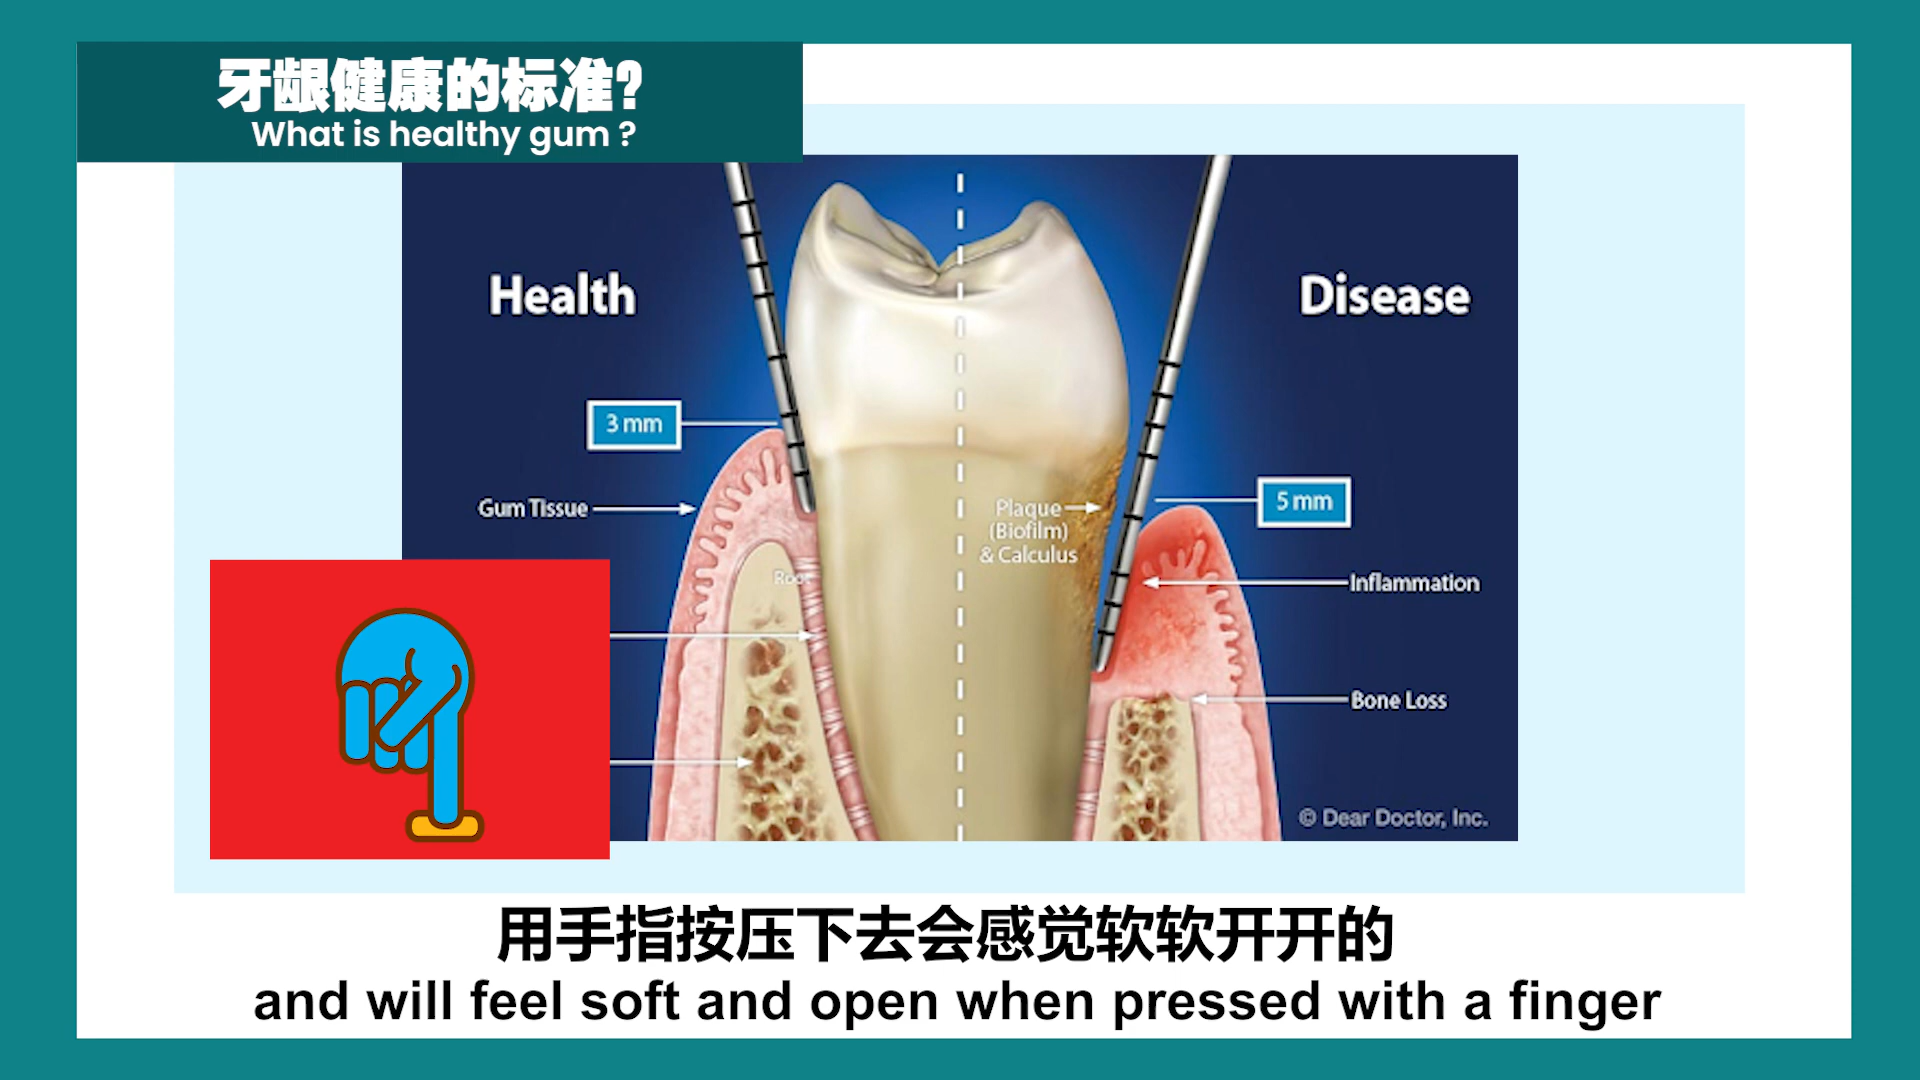 牙龈健康的标准?
What is healthy gum ?
Health
Disease
3 mm
5 mm
Gum Tissue
Plaque
(Biofilm)
& Calculus
Root
Inflammation
Bone Loss
© Dear Doctor, Inc.
用手指按压下去会感觉软软开开的
and will feel soft and open when pressed with a finger